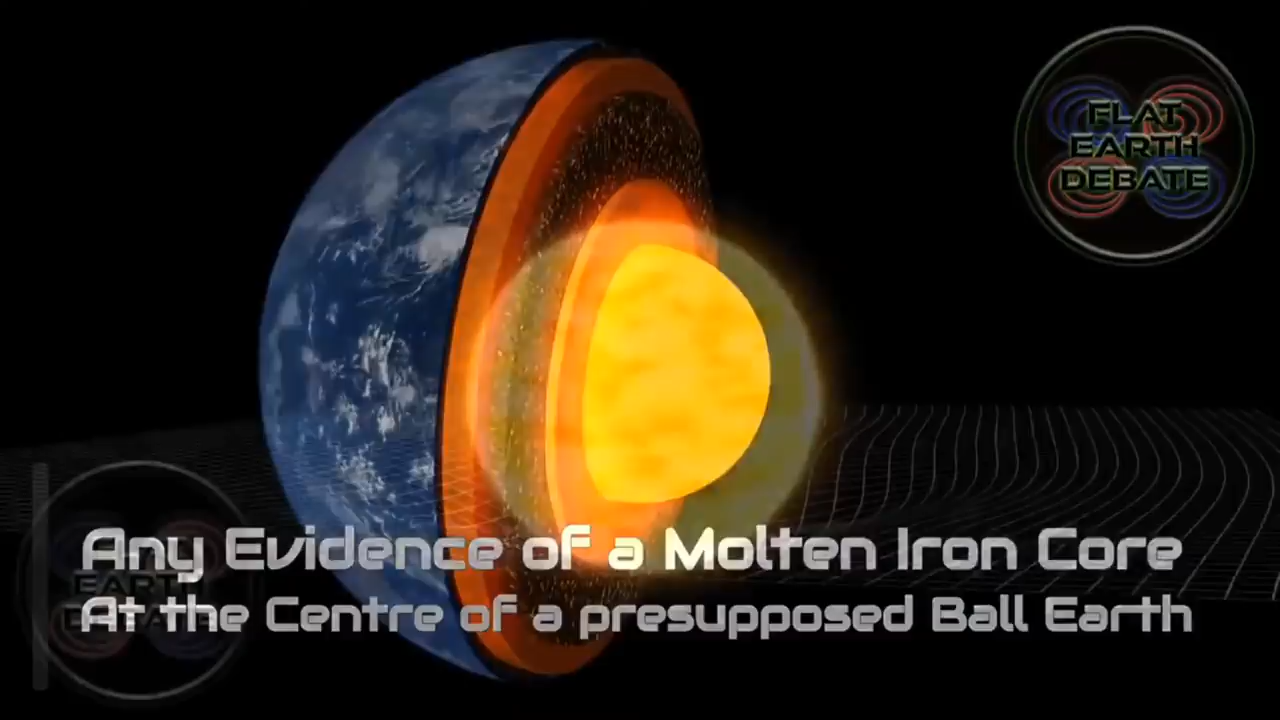 FLAT
EARTH
DEBATE
Any Evidence of a Molten Iron Core
At the Centre of a presupposed Ball Earth